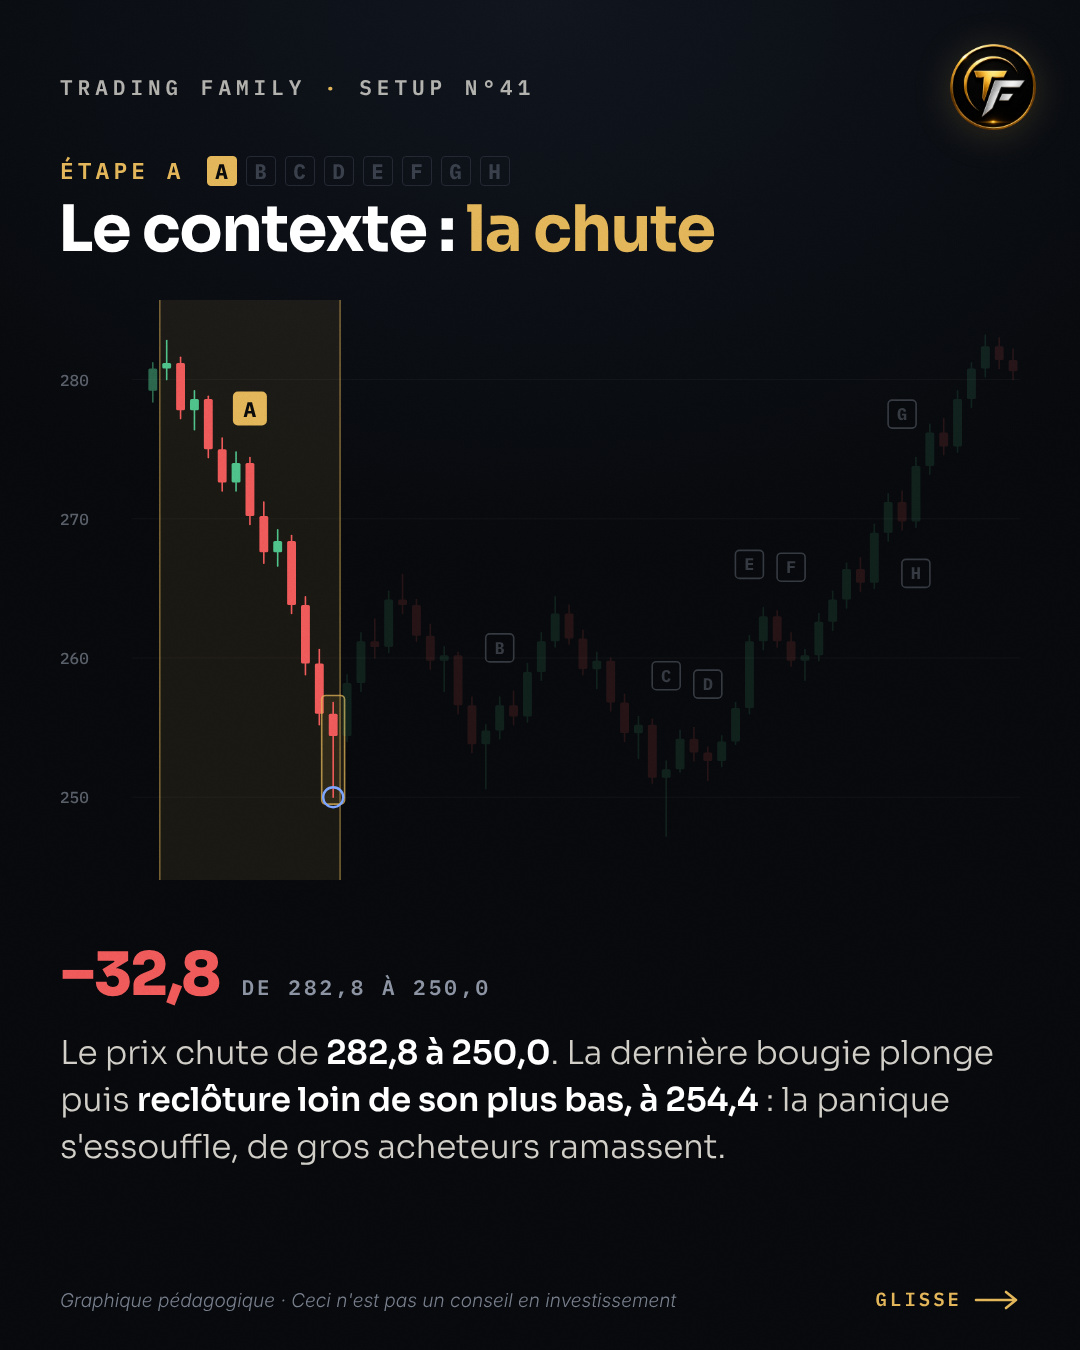 TRADING FAMILY · SETUP N°41
TF
ÉTAPE A A B C D E F G H
Le contexte : la chute
280
A
G
270
E F
H
260
B
C D
250
−32,8 DE 282,8 À 250,0
Le prix chute de 282,8 à 250,0. La dernière bougie plonge
puis reclôture loin de son plus bas, à 254,4 : la panique
s'essouffle, de gros acheteurs ramassent.
Graphique pédagogique · Ceci n'est pas un conseil en investissement
GLISSE →